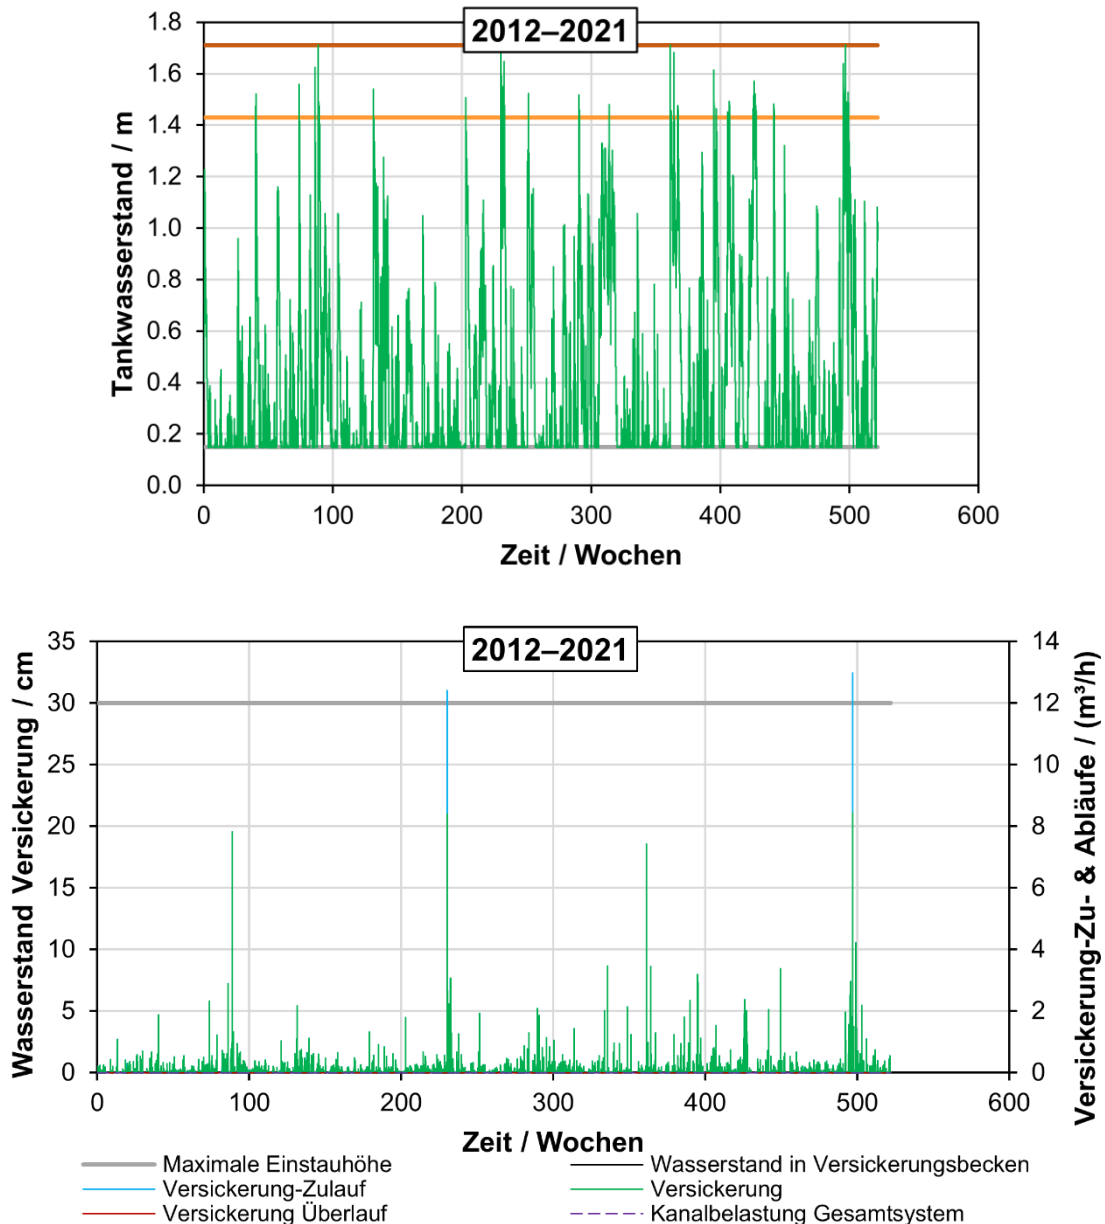 2012–2021
Tankwasserstand / m
1.8
1.6
1.4
1.2
1.0
0.8
0.6
0.4
0.2
0.0
0 100 200 300 400 500 600
Zeit / Wochen
2012–2021
Wasserstand Versickerung / cm
35
30
25
20
15
10
5
0
14
12
10
8
6
4
2
0
Versickerung-Zu- & Abläufe / (m³/h)
0 100 200 300 400 500 600
Zeit / Wochen
Maximale Einstauhöhe
Wasserstand in Versickerungsbecken
Versickerung-Zulauf
Versickerung
Versickerung Überlauf
Kanalbelastung Gesamtsystem